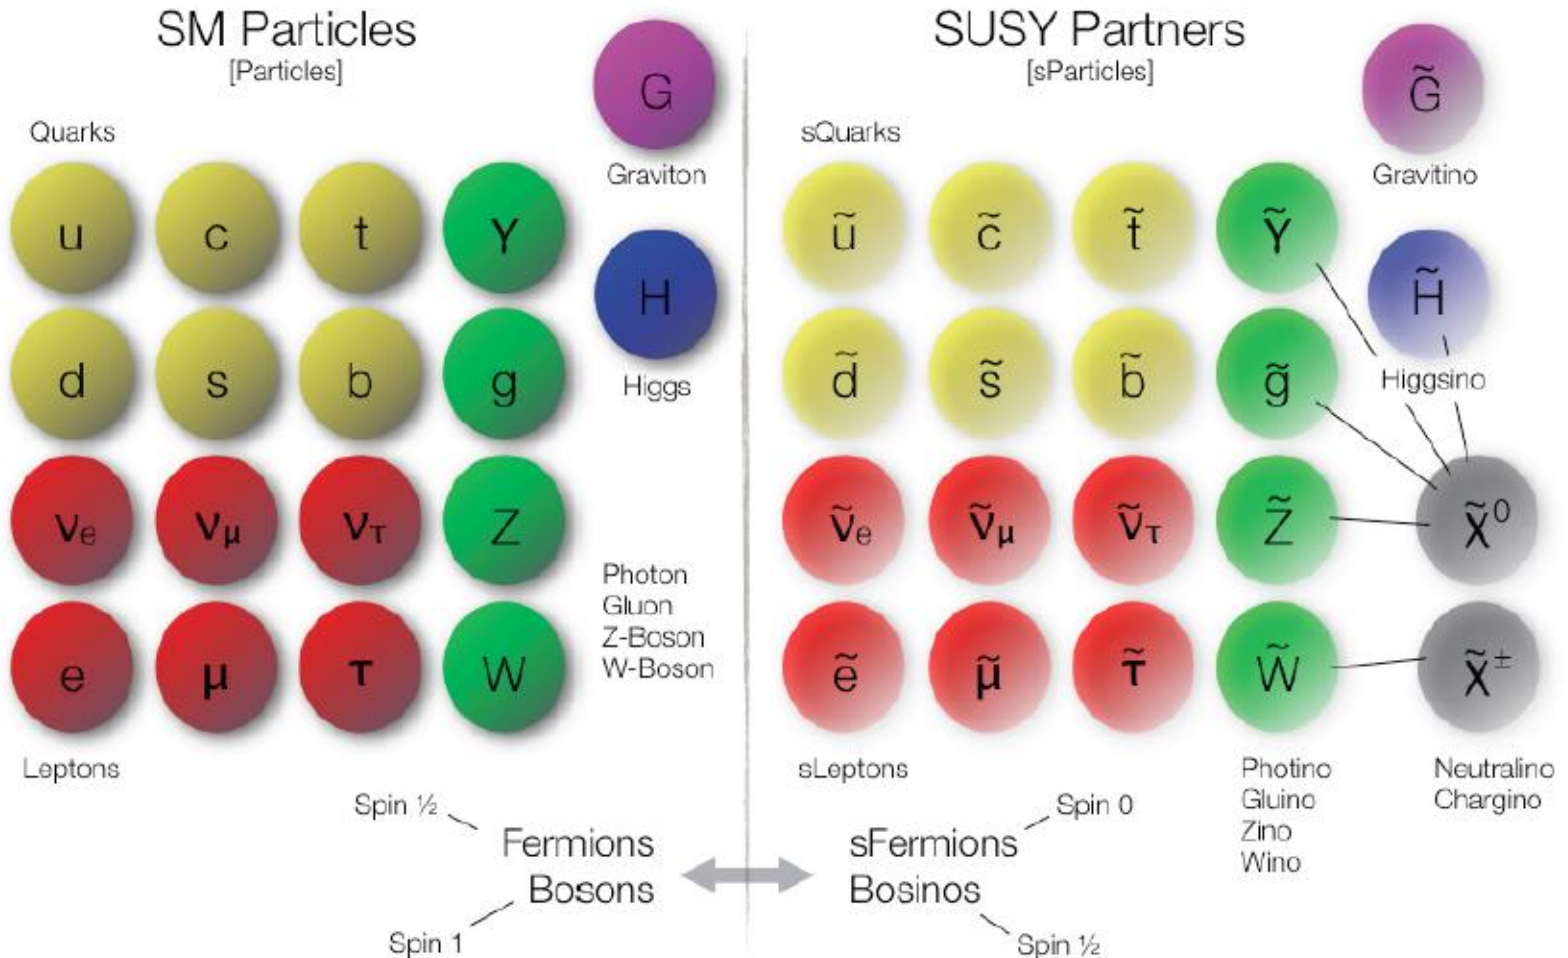 SM Particles
[Particles]
Quarks
G
Graviton
u c t γ
H
Higgs
d s b g
νe νμ ντ Z
e μ τ W
Photon
Gluon
Z-Boson
W-Boson
Leptons
Spin ½
Fermions
Bosons
Spin 1
SUSY Partners
[sParticles]
sQuarks
G̃
Gravitino
ũ c̃ t̃ γ̃
H̃
Higgsino
d̃ s̃ b̃ g̃
ν̃e ν̃μ ν̃τ Z̃ χ̃⁰
ẽ μ̃ τ̃ W̃ χ̃±
sLeptons
Photino
Gluino
Zino
Wino
Neutralino
Chargino
Spin 0
sFermions
Bosinos
Spin ½